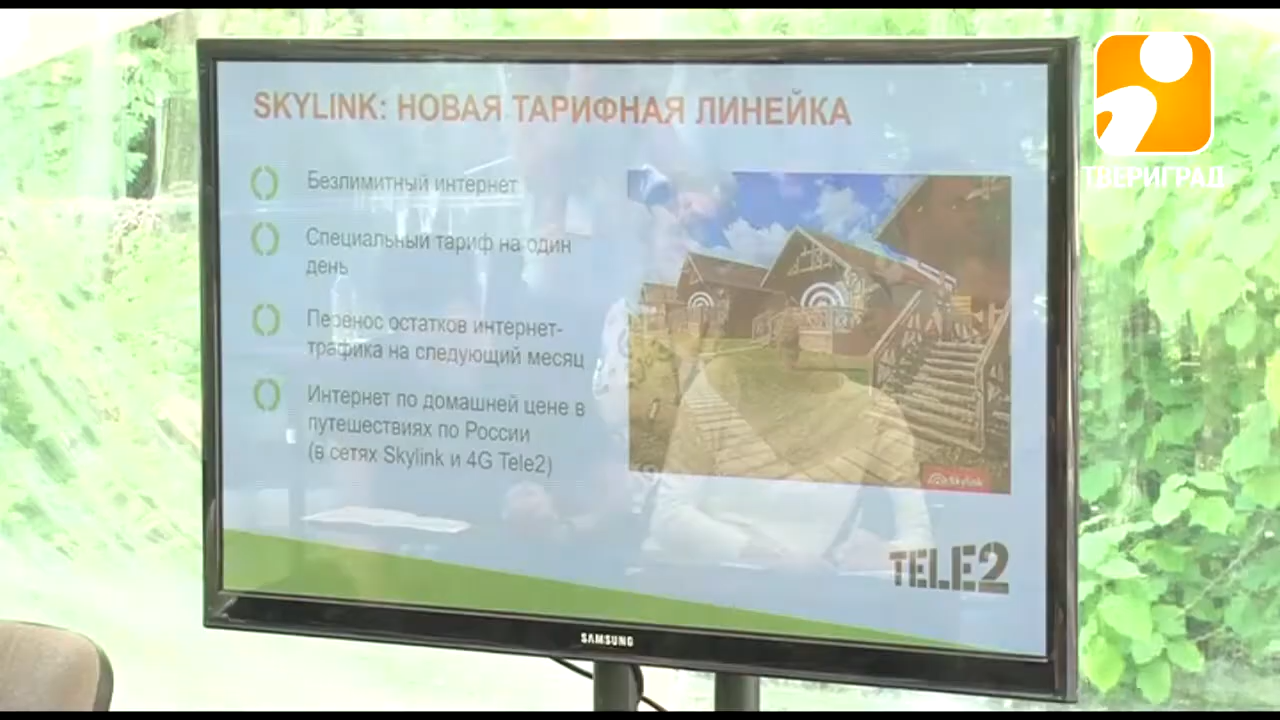 SKYLINK: НОВАЯ ТАРИФНАЯ ЛИНЕЙКА
Безлимитный интернет
Специальный тариф на один
день
Перенос остатков интернет-
трафика на следующий месяц
Интернет по домашней цене в
путешествиях по России
(в сетях Skylink и 4G Tele2)
Skylink
TELE2
SAMSUNG
ТВЕРИГРАД